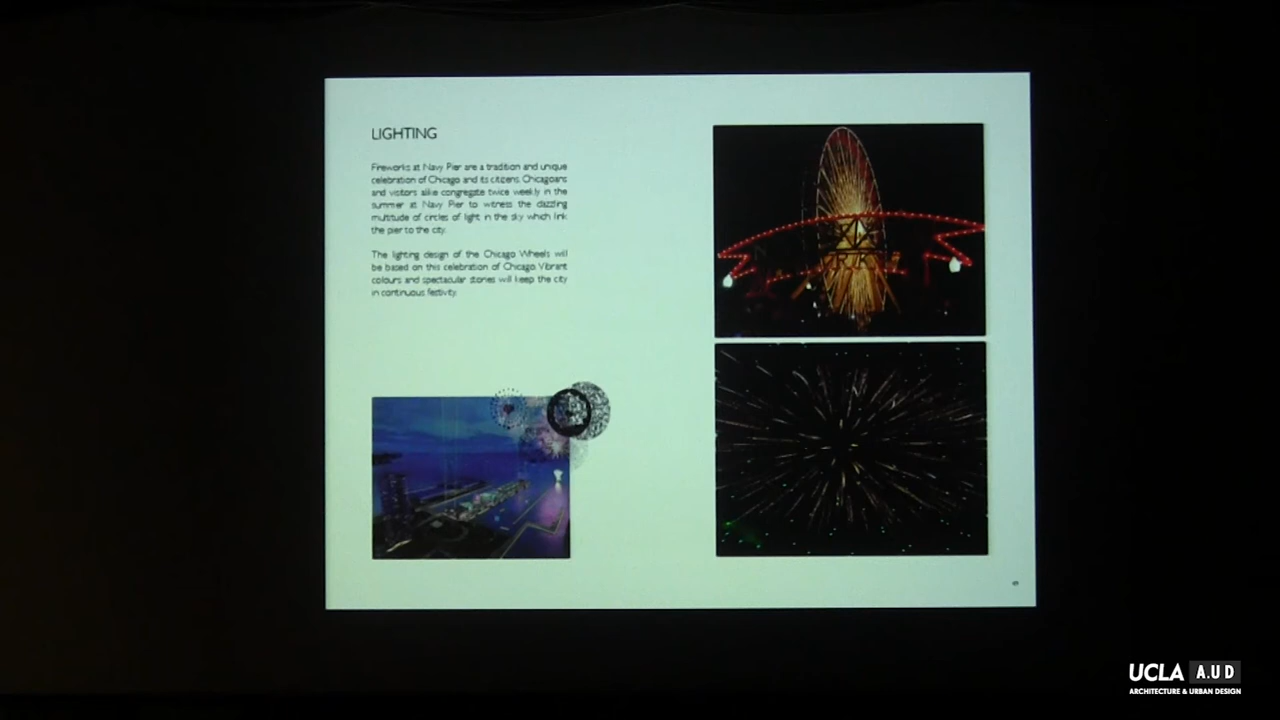 LIGHTING
Fireworks at Navy Pier are a tradition and unique
celebration of Chicago and its citizens. Chicagoans
and visitors alike congregate twice weekly in the
summer at Navy Pier to witness the dazzling
multitude of circles of light in the sky which link
the pier to the city.
The lighting design of the Chicago Wheels will
be based on this celebration of Chicago. Vibrant
colours and spectacular stories will keep the city
in continuous festivity.
UCLA A.UD
ARCHITECTURE & URBAN DESIGN